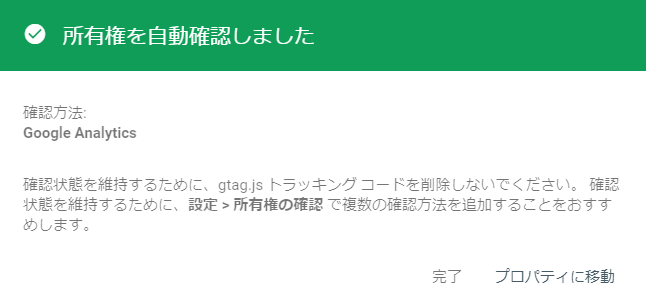 所有権を自動確認しました
確認方法:
Google Analytics
確認状態を維持するために、gtag.js トラッキング コードを削除しないでください。 確認
状態を維持するために、設定 > 所有権の確認 で複数の確認方法を追加することをおすす
めします。
完了 プロパティに移動